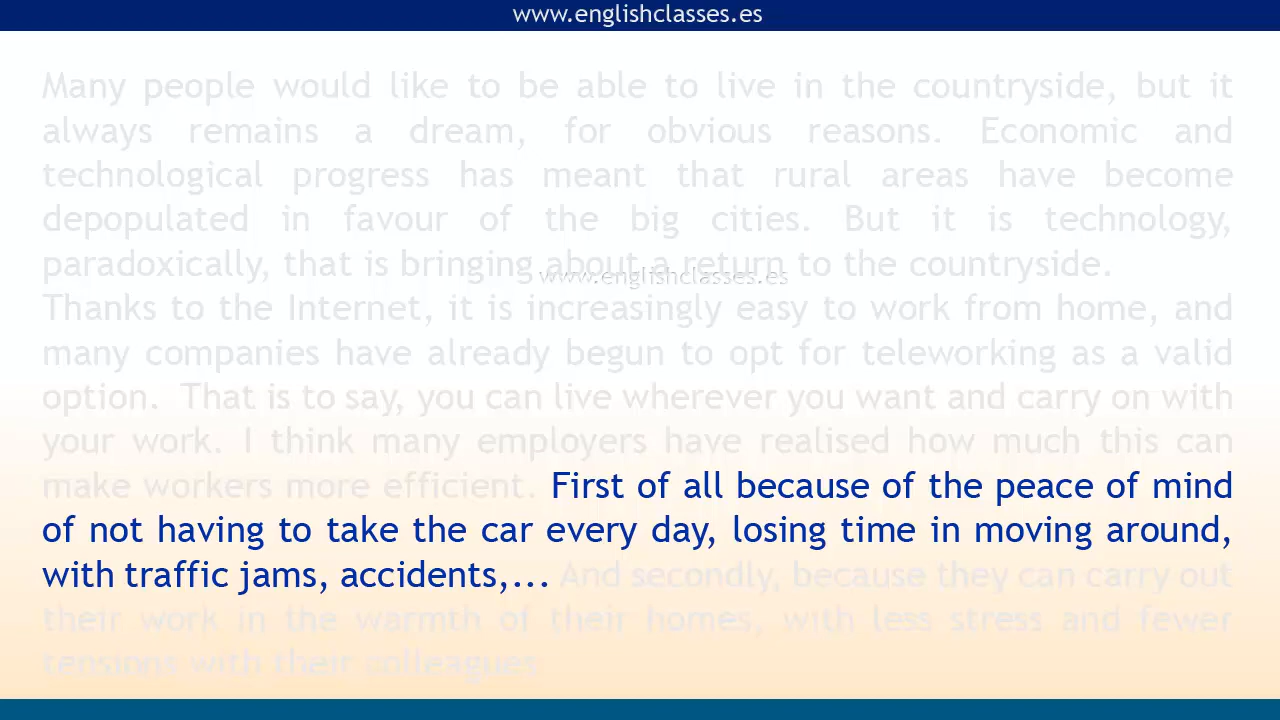 www.englishclasses.es
Many people would like to be able to live in the countryside, but it
always remains a dream, for obvious reasons. Economic and
technological progress has meant that rural areas have become
depopulated in favour of the big cities. But it is technology,
paradoxically, that is bringing about a return to the countryside.
www.englishclasses.es
Thanks to the Internet, it is increasingly easy to work from home, and
many companies have already begun to opt for teleworking as a valid
option. That is to say, you can live wherever you want and carry on with
your work. I think many employers have realised how much this can
make workers more efficient. First of all because of the peace of mind
of not having to take the car every day, losing time in moving around,
with traffic jams, accidents,... And secondly, because they can carry out
their work in the warmth of their homes, with less stress and fewer
tensions with their colleagues